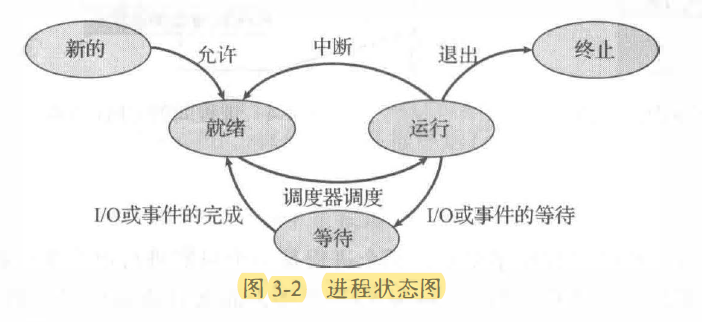 新的
允许
中断
退出
终止
就绪
运行
调度器调度
I/O或事件的完成
I/O或事件的等待
等待
图 3-2 进程状态图